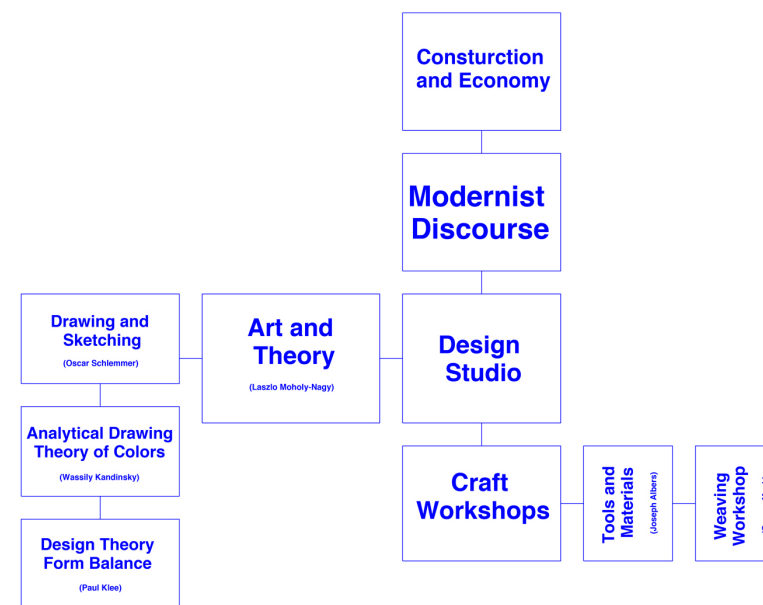 Consturction
and Economy
Modernist
Discourse
Drawing and
Sketching
(Oscar Schlemmer)
Art and
Theory
(Laszlo Moholy-Nagy)
Design
Studio
Analytical Drawing
Theory of Colors
(Wassily Kandinsky)
Craft
Workshops
Tools and
Materials
(Joseph Albers)
Weaving
Workshop
Design Theory
Form Balance
(Paul Klee)